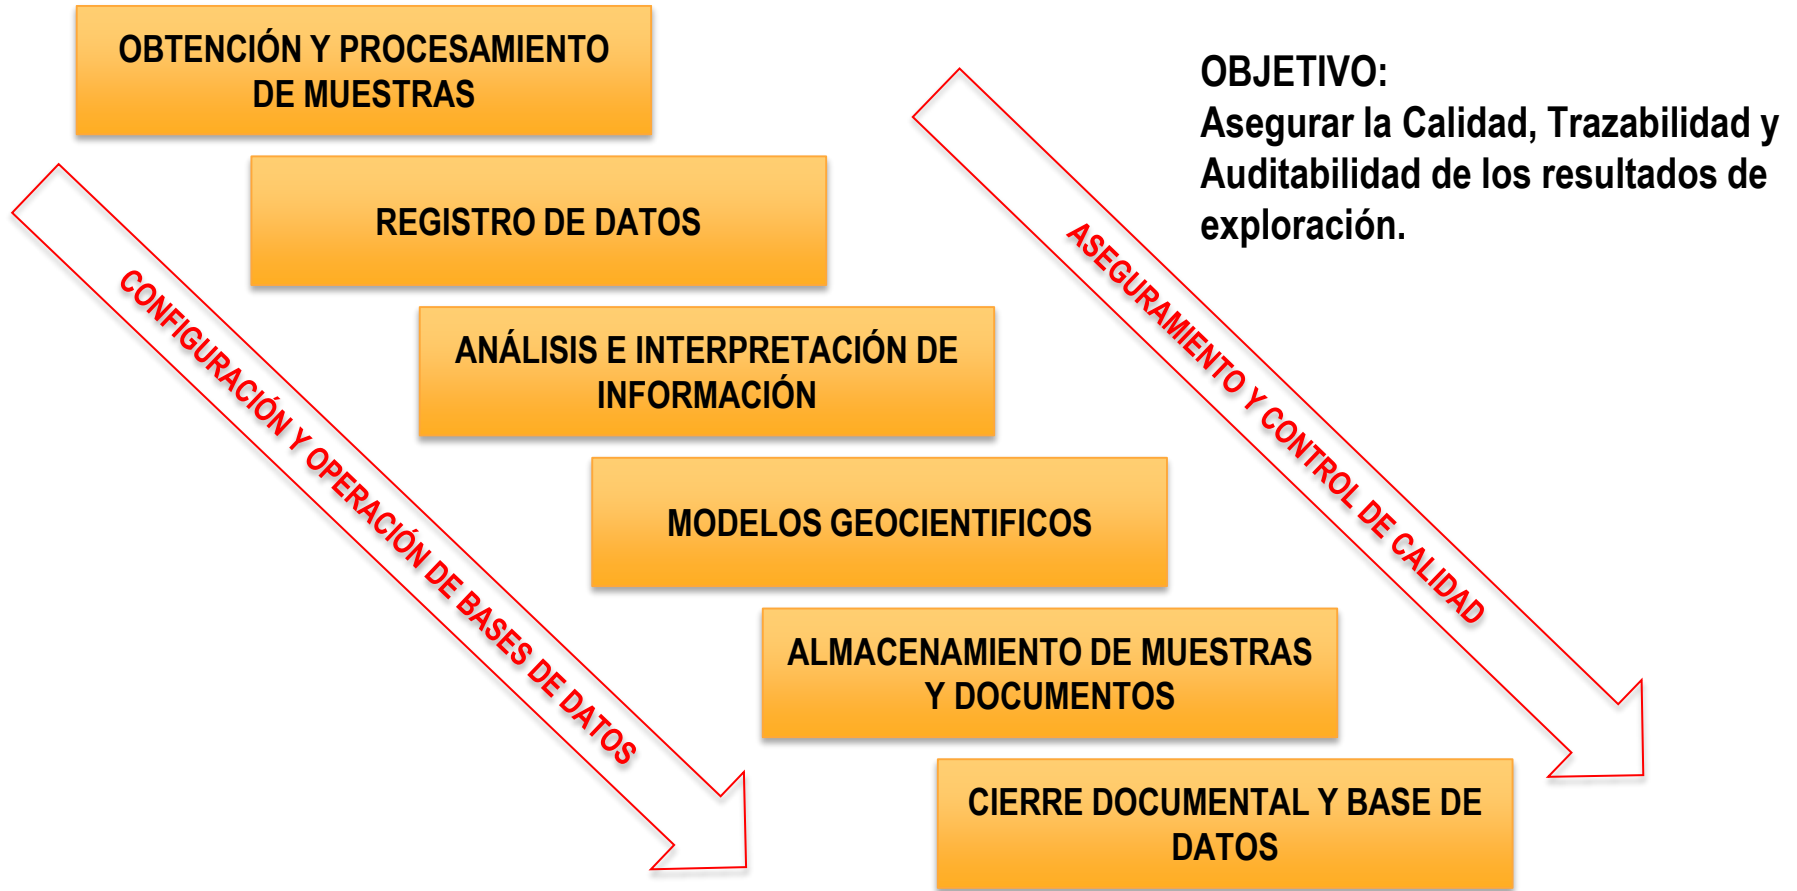 OBTENCIÓN Y PROCESAMIENTO
DE MUESTRAS
OBJETIVO:
Asegurar la Calidad, Trazabilidad y
Auditabilidad de los resultados de
exploración.
REGISTRO DE DATOS
ANÁLISIS E INTERPRETACIÓN DE
INFORMACIÓN
MODELOS GEOCIENTIFICOS
ALMACENAMIENTO DE MUESTRAS
Y DOCUMENTOS
CIERRE DOCUMENTAL Y BASE DE
DATOS
CONFIGURACIÓN Y OPERACIÓN DE BASES DE DATOS
ASEGURAMIENTO Y CONTROL DE CALIDAD